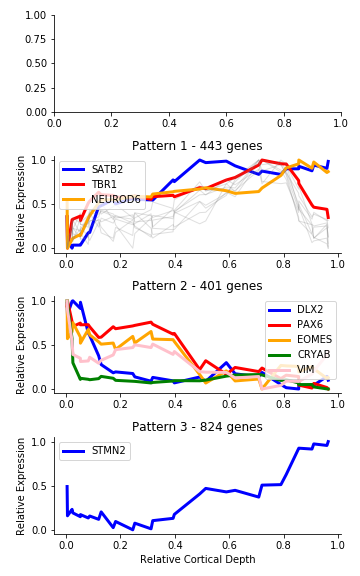 1.00
0.75
0.50
0.25
0.00
0.0 0.2 0.4 0.6 0.8 1.0
Pattern 1 - 443 genes
Relative Expression
1.0
0.5
0.0
SATB2
TBR1
NEUROD6
0.0 0.2 0.4 0.6 0.8 1.0
Pattern 2 - 401 genes
Relative Expression
1.0
0.5
0.0
DLX2
PAX6
EOMES
CRYAB
VIM
0.0 0.2 0.4 0.6 0.8 1.0
Pattern 3 - 824 genes
Relative Expression
1.0
0.5
0.0
STMN2
0.0 0.2 0.4 0.6 0.8 1.0
Relative Cortical Depth